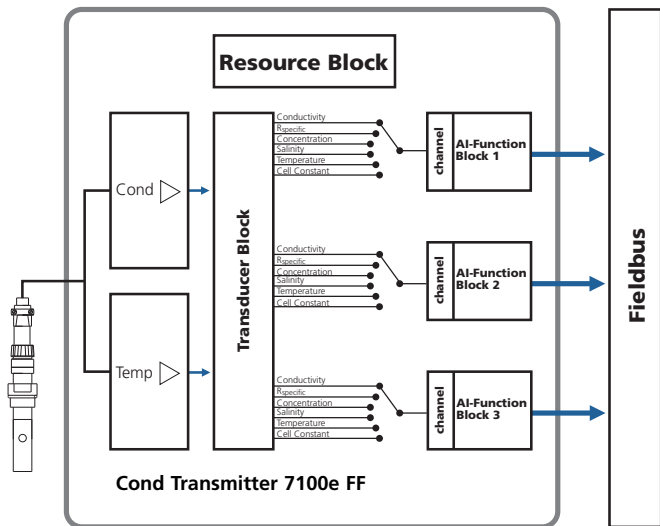 Resource Block
Cond
Temp
Transducer Block
Conductivity
Rspecific
Concentration
Salinity
Temperature
Cell Constant
channel
AI-Function
Block 1
Conductivity
Rspecific
Concentration
Salinity
Temperature
Cell Constant
channel
AI-Function
Block 2
Conductivity
Rspecific
Concentration
Salinity
Temperature
Cell Constant
channel
AI-Function
Block 3
Fieldbus
Cond Transmitter 7100e FF